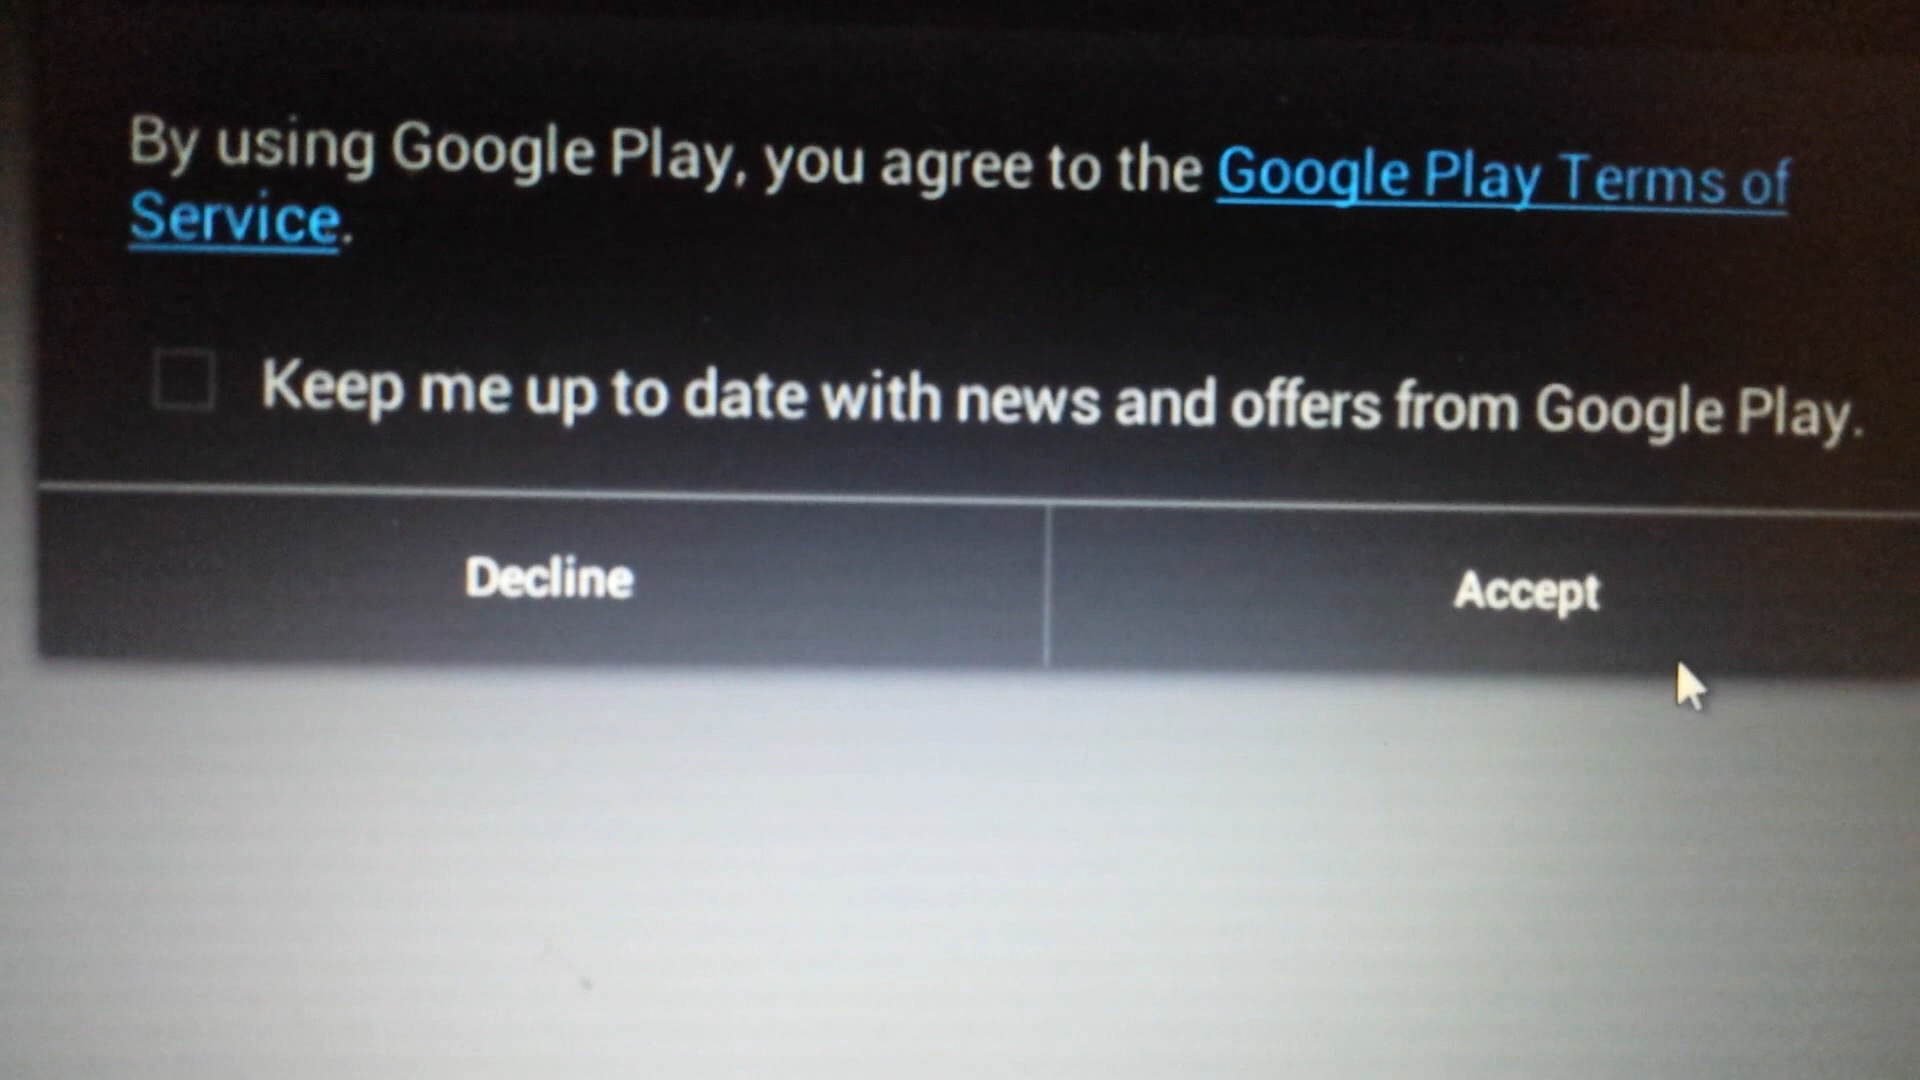 By using Google Play, you agree to the Google Play Terms of
Service.
Keep me up to date with news and offers from Google Play.
Decline
Accept